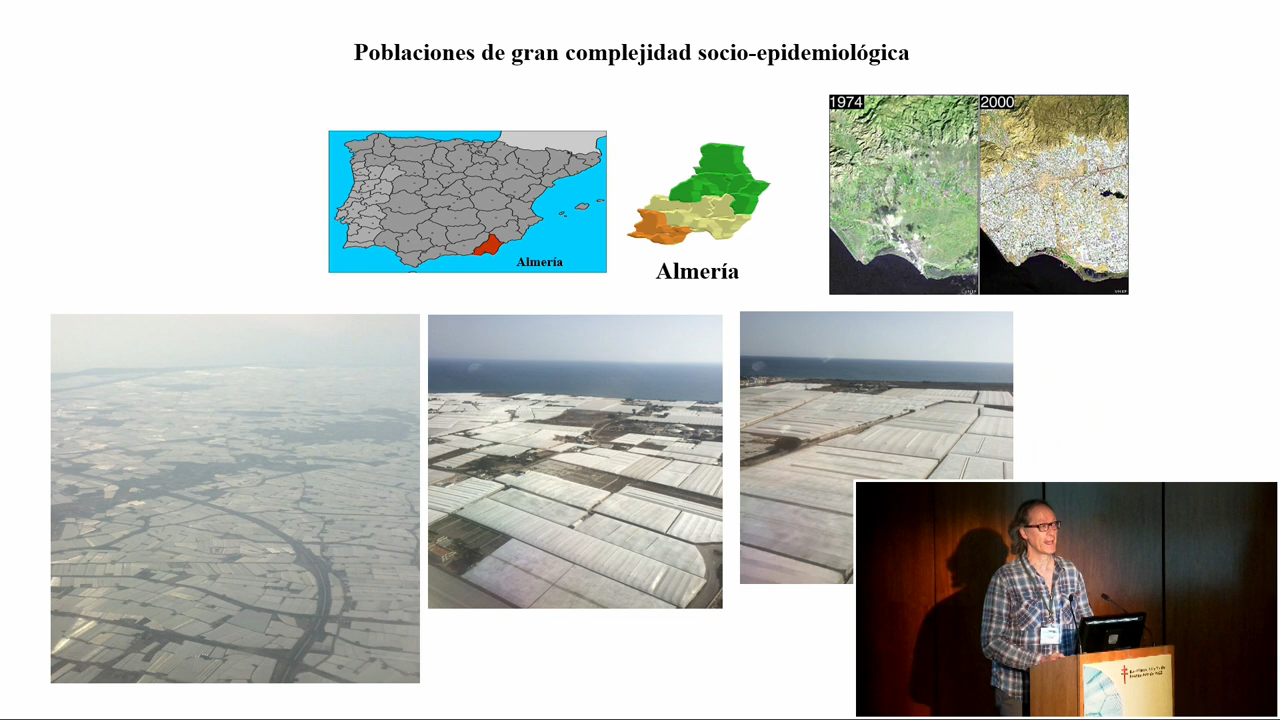 Poblaciones de gran complejidad socio-epidemiológica
1974
2000
Almería
Almería